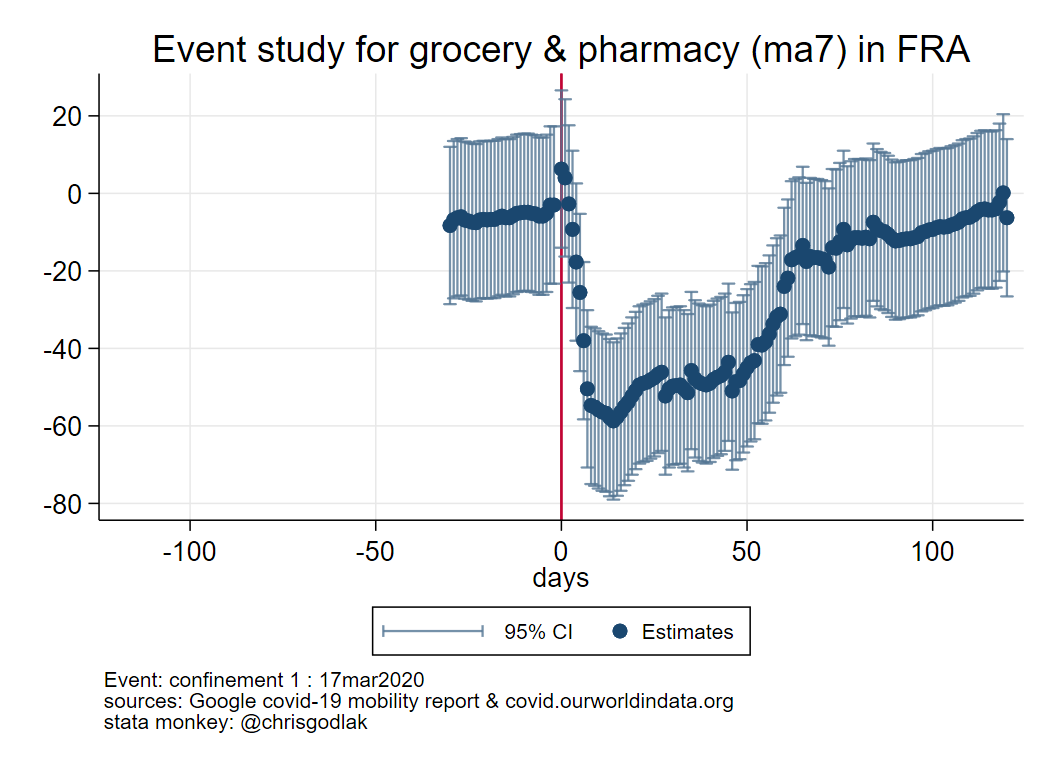 Event study for grocery & pharmacy (ma7) in FRA
20
0
-20
-40
-60
-80
-100 -50 0 50 100
days
95% CI Estimates
Event: confinement 1 : 17mar2020
sources: Google covid-19 mobility report & covid.ourworldindata.org
stata monkey: @chrisgodlak